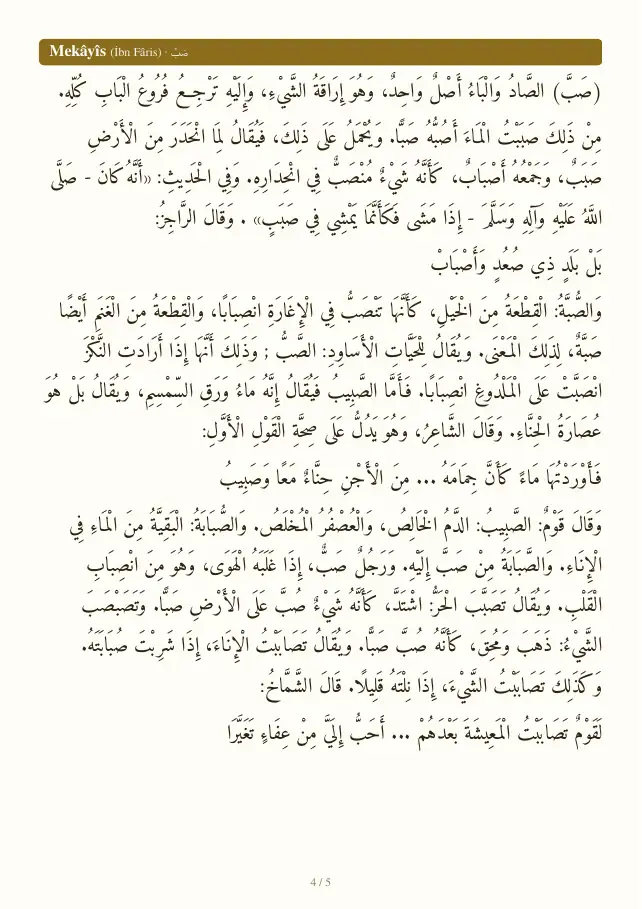 Mekâyîs (İbn Fâris) · صَبَّ
(صَبَّ) الصَّادُ وَالْبَاءُ أَصْلٌ وَاحِدٌ، وَهُوَ إِرَاقَةُ الشَّيْءِ، وَإِلَيْهِ تَرْجِعُ فُرُوعُ الْبَابِ كُلِّهِ.
مِنْ ذَلِكَ صَبَبْتُ الْمَاءَ أَصُبُّهُ صَبًّا. وَيُحْمَلُ عَلَى ذَلِكَ، فَيُقَالُ لِمَا انْحَدَرَ مِنَ الْأَرْضِ
صَبَبٌ، وَجَمْعُهُ أَصْبَابٌ، كَأَنَّهُ شَيْءٌ مُنْصَبٌّ فِي انْحِدَارِهِ. وَفِي الْحَدِيثِ: «أَنَّهُ كَانَ - صَلَّى
اللَّهُ عَلَيْهِ وَآلِهِ وَسَلَّمَ - إِذَا مَشَى فَكَأَنَّمَا يَمْشِي فِي صَبَبٍ» . وَقَالَ الرَّاجِزُ:
بَلْ بَلَدٍ ذِي صُعُدٍ وَأَصْبَابْ
وَالصُّبَّةُ: الْقِطْعَةُ مِنَ الْخَيْلِ، كَأَنَّهَا تَنْصَبُّ فِي الْإِغَارَةِ انْصِبَابًا، وَالْقِطْعَةُ مِنَ الْغَنَمِ أَيْضًا
صَبَّةٌ، لِذَلِكَ الْمَعْنَى. وَيُقَالُ لِلْحَيَّاتِ الْأَسَاوِدِ: الصَّبُّ ; وَذَلِكَ أَنَّهَا إِذَا أَرَادَتِ النَّكْزَ
انْصَبَّتْ عَلَى الْمَلْدُوغِ انْصِبَابًا. فَأَمَّا الصَّبِيبُ فَيُقَالُ إِنَّهُ مَاءُ وَرَقِ السِّمْسِمِ، وَيُقَالُ بَلْ هُوَ
عُصَارَةُ الْحِنَّاءِ. وَقَالَ الشَّاعِرُ، وَهُوَ يَدُلُّ عَلَى صِحَّةِ الْقَوْلِ الْأَوَّلِ:
فَأَوْرَدْتُهَا مَاءً كَأَنَّ جِمَامَهُ ... مِنَ الْأَجْنِ حِنَّاءٌ مَعًا وَصَبِيبُ
وَقَالَ قَوْمٌ: الصَّبِيبُ: الدَّمُ الْخَالِصُ، وَالْعُصْفُرُ الْمُخْلَصُ. وَالصُّبَابَةُ: الْبَقِيَّةُ مِنَ الْمَاءِ فِي
الْإِنَاءِ. وَالصَّبَابَةُ مِنْ صَبَّ إِلَيْهِ. وَرَجُلٌ صَبٌّ، إِذَا غَلَبَهُ الْهَوَى، وَهُوَ مِنَ انْصِبَابِ
الْقَلْبِ. وَيُقَالُ تَصَبَّبَ الْحَرُّ: اشْتَدَّ، كَأَنَّهُ شَيْءٌ صُبَّ عَلَى الْأَرْضِ صَبًّا. وَتَصَبْصَبَ
الشَّيْءُ: ذَهَبَ وَمُحِقَ، كَأَنَّهُ صُبَّ صَبًّا. وَيُقَالُ تَصَابَبْتُ الْإِنَاءَ، إِذَا شَرِبْتَ صُبَابَتَهُ.
وَكَذَلِكَ تَصَابَبْتُ الشَّيْءَ، إِذَا نِلْتَهُ قَلِيلًا. قَالَ الشَّمَّاخُ:
لَقَوْمٌ تَصَابَبْتُ الْمَعِيشَةَ بَعْدَهُمْ ... أَحَبُّ إِلَيَّ مِنْ عِفَاءٍ تَغَيَّرَا
4 / 5